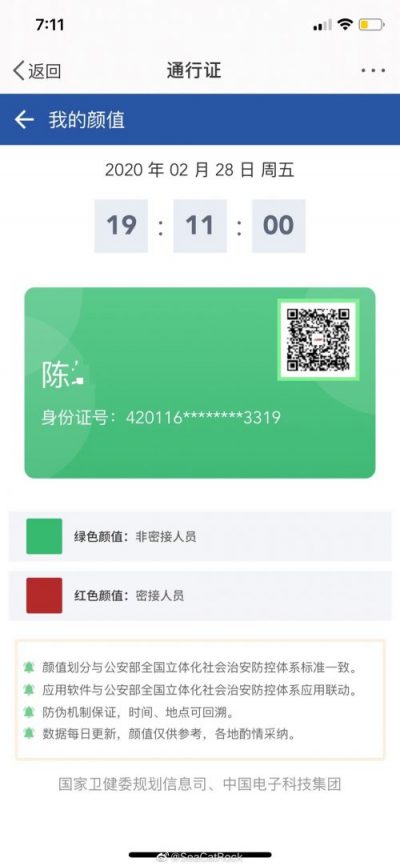 7:11
返回
通行证
我的颜值
2020 年 02 月 28 日 周五
19 : 11 : 00
陈
身份证号：420116********3319
绿色颜值：非密接人员
红色颜值：密接人员
颜值划分与公安部全国立体化社会治安防控体系标准一致。
应用软件与公安部全国立体化社会治安防控体系应用联动。
防伪机制保证，时间、地点可回溯。
数据每日更新，颜值仅供参考，各地酌情采纳。
国家卫健委规划信息司、中国电子科技集团
@SeaCatRock